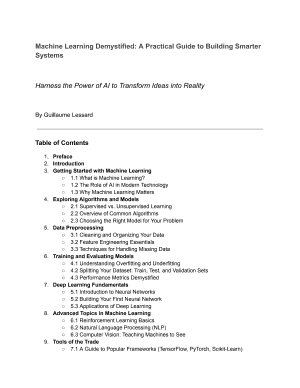 Machine Learning Demystified: A Practical Guide to Building Smarter
Systems
Harness the Power of AI to Transform Ideas into Reality
By Guillaume Lessard
Table of Contents
1. Preface
2. Introduction
3. Getting Started with Machine Learning
○ 1.1 What is Machine Learning?
○ 1.2 The Role of AI in Modern Technology
○ 1.3 Why Machine Learning Matters
4. Exploring Algorithms and Models
○ 2.1 Supervised vs. Unsupervised Learning
○ 2.2 Overview of Common Algorithms
○ 2.3 Choosing the Right Model for Your Problem
5. Data Preprocessing
○ 3.1 Cleaning and Organizing Your Data
○ 3.2 Feature Engineering Essentials
○ 3.3 Techniques for Handling Missing Data
6. Training and Evaluating Models
○ 4.1 Understanding Overfitting and Underfitting
○ 4.2 Splitting Your Dataset: Train, Test, and Validation Sets
○ 4.3 Performance Metrics Demystified
7. Deep Learning Fundamentals
○ 5.1 Introduction to Neural Networks
○ 5.2 Building Your First Neural Network
○ 5.3 Applications of Deep Learning
8. Advanced Topics in Machine Learning
○ 6.1 Reinforcement Learning Basics
○ 6.2 Natural Language Processing (NLP)
○ 6.3 Computer Vision: Teaching Machines to See
9. Tools of the Trade
○ 7.1 A Guide to Popular Frameworks (TensorFlow, PyTorch, Scikit-Learn)